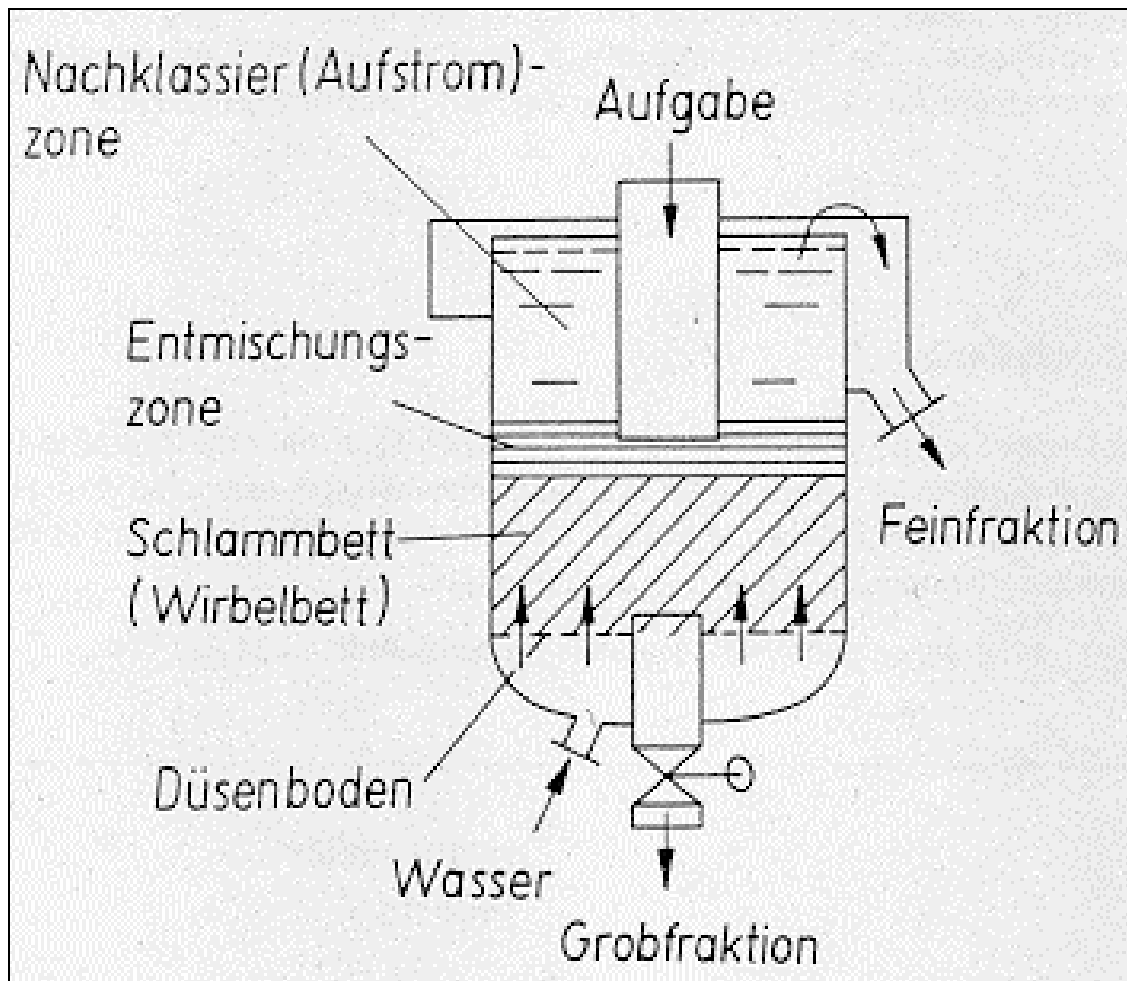 Nachklassier (Aufstrom)-
zone
Aufgabe
Entmischungs-
zone
Schlammbett
(Wirbelbett)
Feinfraktion
Düsenboden
Wasser
Grobfraktion